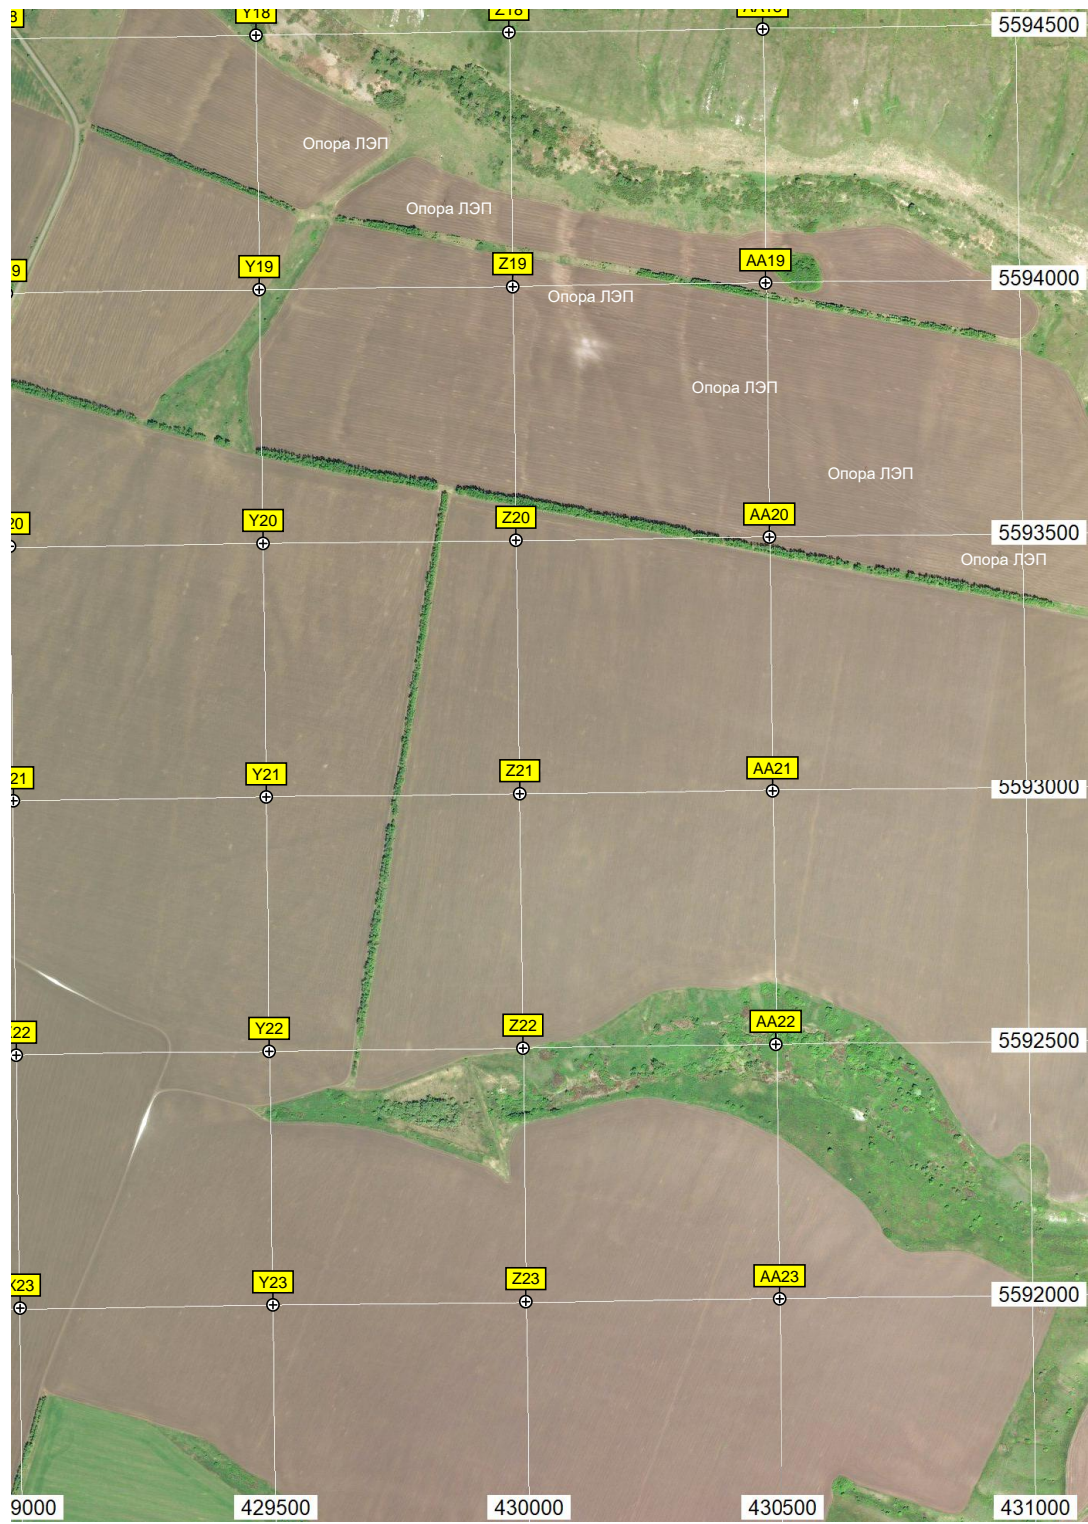 Y18
Z18
5594500
Опора ЛЭП
Опора ЛЭП
Y19
Z19
AA19
5594000
Опора ЛЭП
Опора ЛЭП
Опора ЛЭП
Y20
Z20
AA20
5593500
Опора ЛЭП
Y21
Z21
AA21
5593000
Y22
Z22
AA22
5592500
X23
Y23
Z23
AA23
5592000
9000
429500
430000
430500
431000